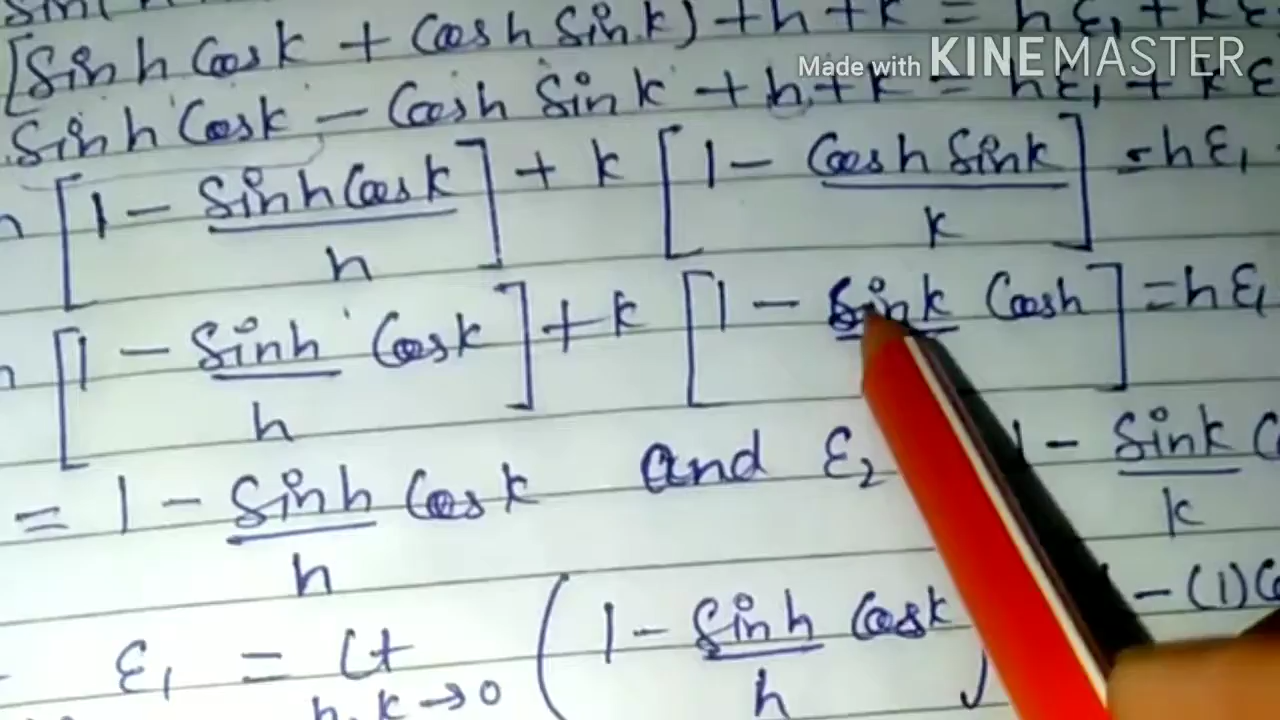 [Sinh Cosk + Cosh Sink) + h + k = hε₁ + kε
Made with KINEMASTER
Sinh Cosk - Cosh Sink + h + k = hε₁ + kε
[1 - Sinh Cosk / h] + k [1 - Cosh Sink / k] = hε₁
[1 - Sinh / h Cosk] + k [1 - Sink Cosh] = hε₁
= 1 - Sinh / h Cosk and ε₂ 1 - Sink / k
ε₁ = Lt h,k→0 (1 - Sinh / h Cosk) - (1)